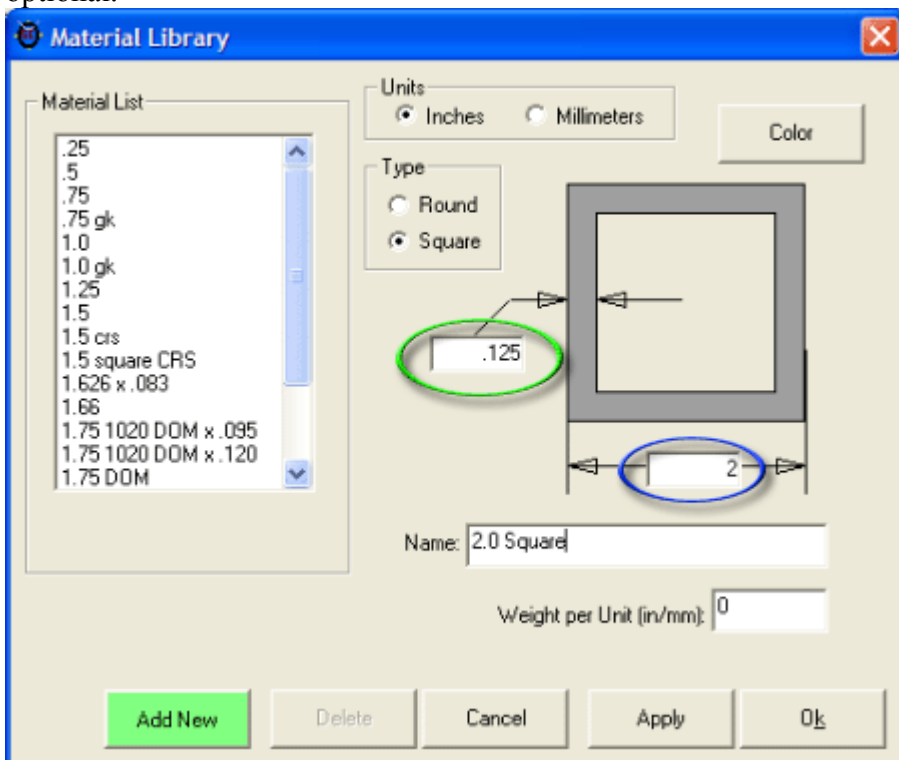 optional.
Material Library
Material List
.25
.5
.75
.75 gk
1.0
1.0 gk
1.25
1.5
1.5 crs
1.5 square CRS
1.626 x .083
1.66
1.75 1020 DOM x .095
1.75 1020 DOM x .120
1.75 DOM
Units
Inches Millimeters
Color
Type
Round
Square
.125
2
Name: 2.0 Square
Weight per Unit (in/mm): 0
Add New Delete Cancel Apply Ok